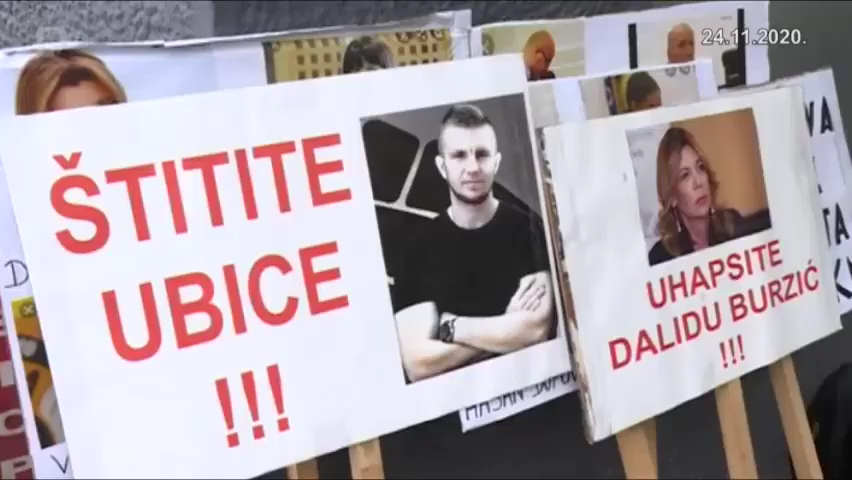 24.11.2020.
ŠTITITE
UBICE
!!!
UHAPSITE
DALIDU BURZIĆ
!!!